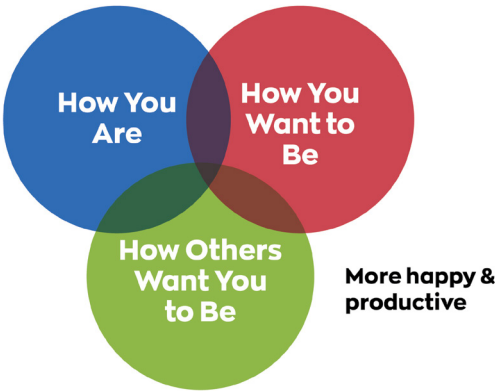 How You
Are
How You
Want to
Be
How Others
Want You
to Be
More happy &
productive